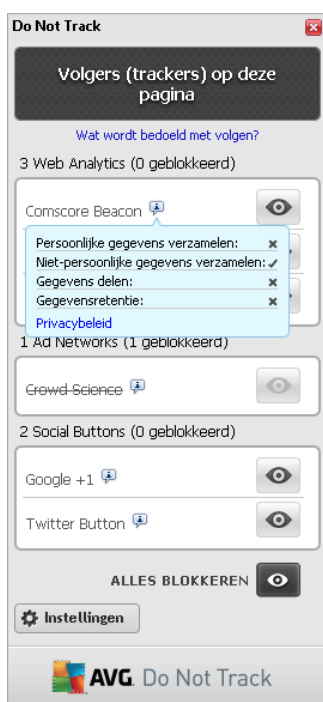 Do Not Track
Volgers (trackers) op deze
pagina
Wat wordt bedoeld met volgen?
3 Web Analytics (0 geblokkeerd)
Comscore Beacon
Persoonlijke gegevens verzamelen:
Niet-persoonlijke gegevens verzamelen:
Gegevens delen:
Gegevensretentie:
Privacybeleid
1 Ad Networks (1 geblokkeerd)
Crowd Science
2 Social Buttons (0 geblokkeerd)
Google +1
Twitter Button
ALLES BLOKKEREN
Instellingen
AVG. Do Not Track